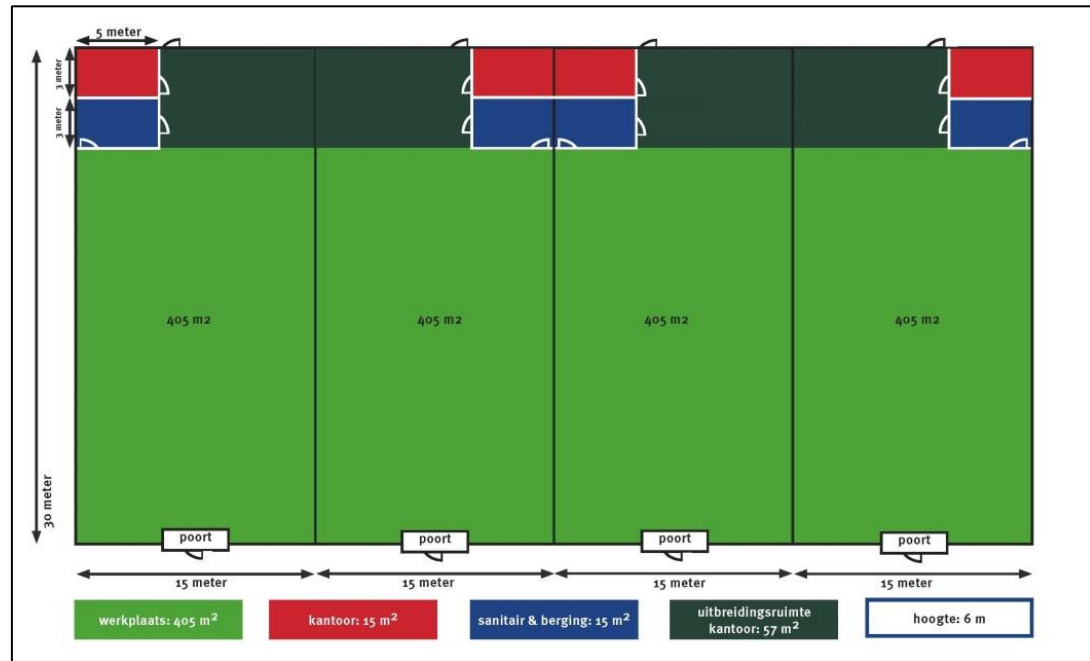 5 meter
3 meter
3 meter
30 meter
405 m2
405 m2
405 m2
405 m2
poort
poort
poort
poort
15 meter
15 meter
15 meter
15 meter
werkplaats: 405 m²
kantoor: 15 m²
sanitair & berging: 15 m²
uitbreidingsruimte
kantoor: 57 m²
hoogte: 6 m